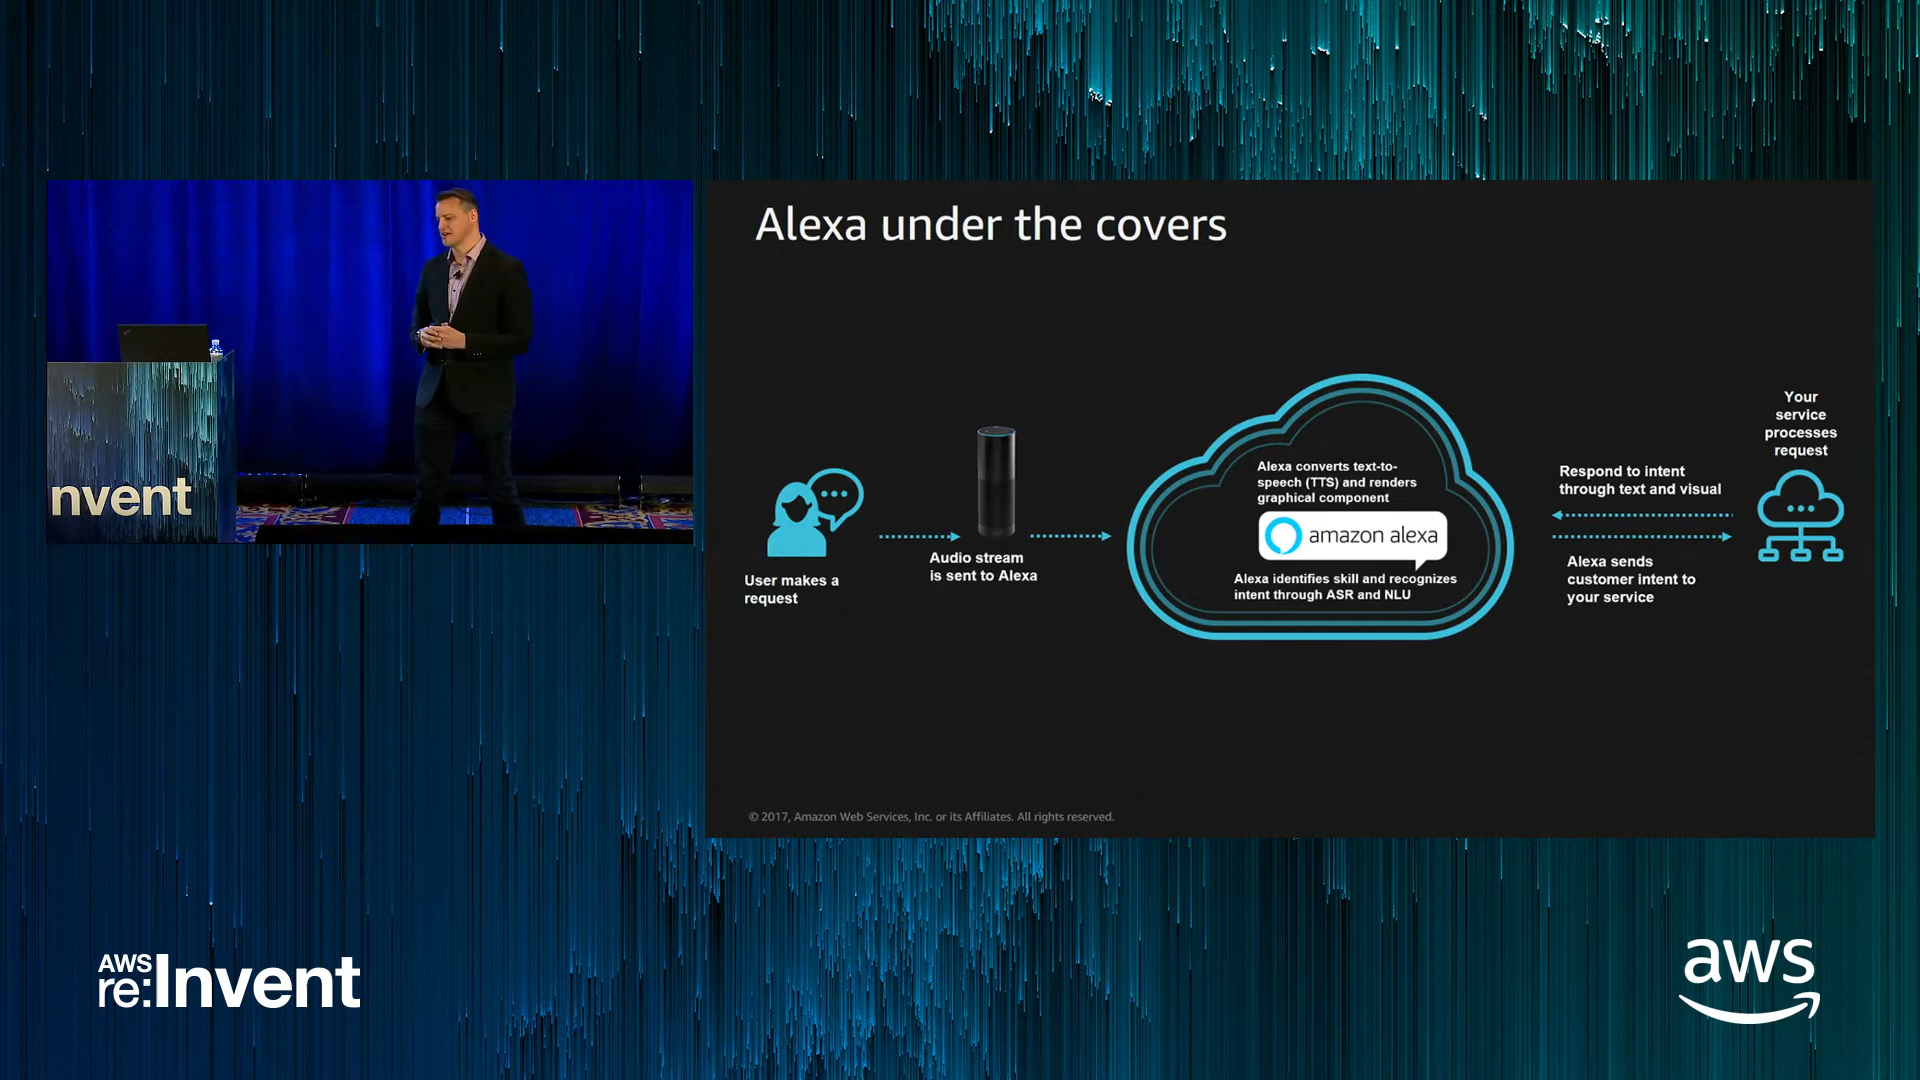 Alexa under the covers
User makes a
request
Audio stream
is sent to Alexa
Alexa converts text-to-
speech (TTS) and renders
graphical component
amazon alexa
Alexa identifies skill and recognizes
intent through ASR and NLU
Respond to intent
through text and visual
Alexa sends
customer intent to
your service
Your
service
processes
request
© 2017, Amazon Web Services, Inc. or its Affiliates. All rights reserved.
nvent
AWS
re:Invent
aws